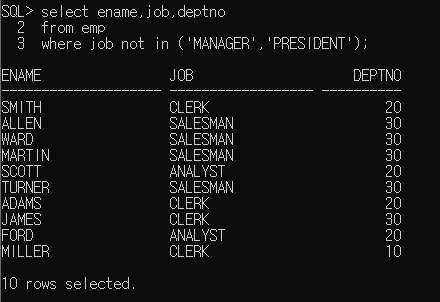 SQL> select ename,job,deptno
2 from emp
3 where job not in ('MANAGER','PRESIDENT');
ENAME JOB DEPTNO
-------------------- ------------------ ----------
SMITH CLERK 20
ALLEN SALESMAN 30
WARD SALESMAN 30
MARTIN SALESMAN 30
SCOTT ANALYST 20
TURNER SALESMAN 30
ADAMS CLERK 20
JAMES CLERK 30
FORD ANALYST 20
MILLER CLERK 10
10 rows selected.